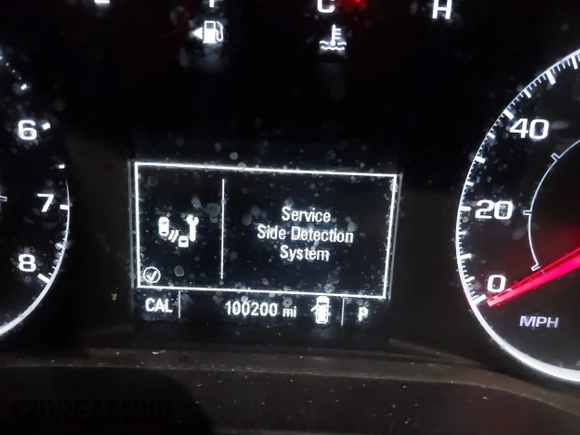 F
C
H
6
7
8
40
20
0
MPH
Service
Side Detection
System
CAL
100200 mi
P
DREAMBID